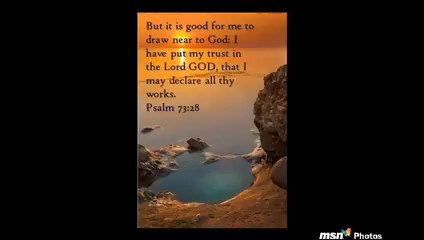 But it is good for me to
draw near to God: I
have put my trust in
the Lord GOD, that I
may declare all thy
works.
Psalm 73:28
msn Photos